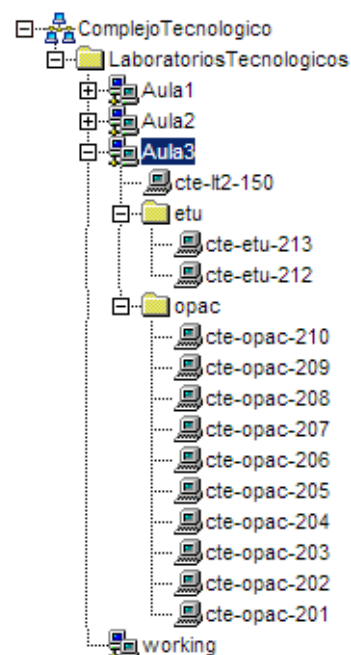 ComplejoTecnologico
LaboratoriosTecnologicos
Aula1
Aula2
Aula3
cte-lt2-150
etu
cte-etu-213
cte-etu-212
opac
cte-opac-210
cte-opac-209
cte-opac-208
cte-opac-207
cte-opac-206
cte-opac-205
cte-opac-204
cte-opac-203
cte-opac-202
cte-opac-201
working